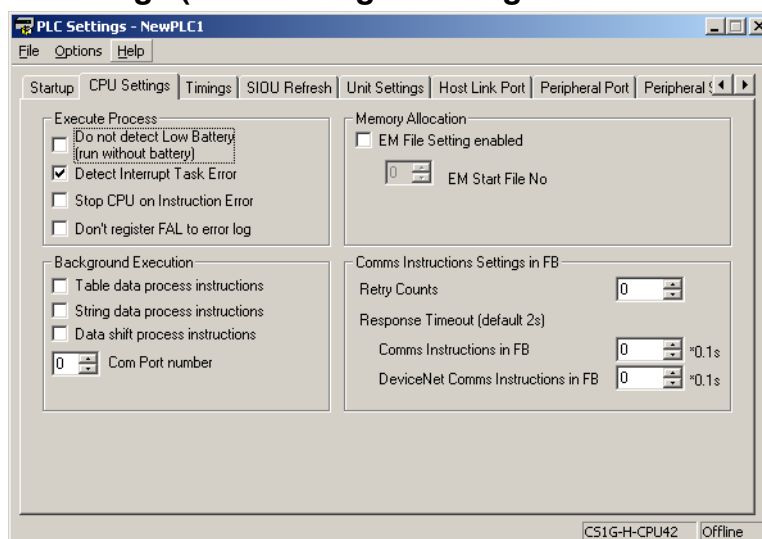 PLC Settings - NewPLC1
File Options Help
Startup CPU Settings Timings SIOU Refresh Unit Settings Host Link Port Peripheral Port Peripheral
Execute Process
Do not detect Low Battery
(run without battery)
Detect Interrupt Task Error
Stop CPU on Instruction Error
Don't register FAL to error log
Memory Allocation
EM File Setting enabled
0 EM Start File No
Background Execution
Table data process instructions
String data process instructions
Data shift process instructions
0 Com Port number
Comms Instructions Settings in FB
Retry Counts 0
Response Timeout (default 2s)
Comms Instructions in FB 0 *0.1s
DeviceNet Comms Instructions in FB 0 *0.1s
CS1G-H-CPU42 Offline